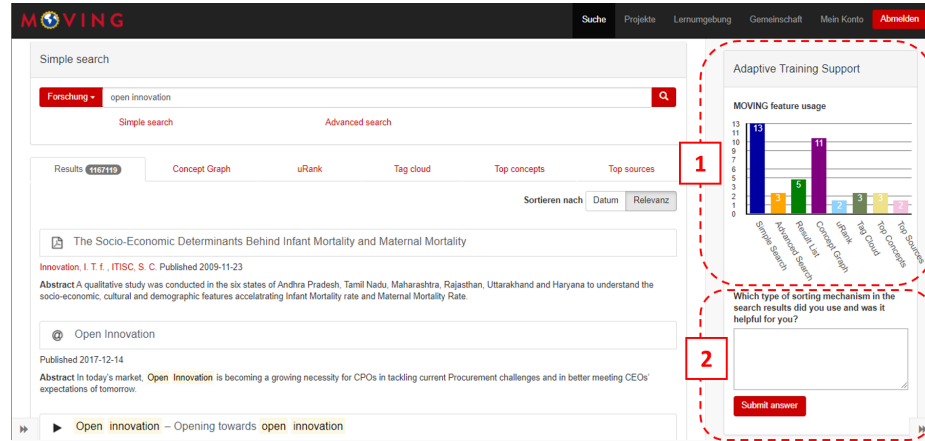 MOVING
Suche Projekte Lernumgebung Gemeinschaft Mein Konto Abmelden
Simple search
Forschung open innovation
Simple search Advanced search
Results 1167119 Concept Graph uRank Tag cloud Top concepts Top sources
Sortieren nach Datum Relevanz
The Socio-Economic Determinants Behind Infant Mortality and Maternal Mortality
Innovation, I. T. f. , ITISC, S. C. Published 2009-11-23
Abstract A qualitative study was conducted in the six states of Andhra Pradesh, Tamil Nadu, Maharashtra, Rajasthan, Uttarakhand and Haryana to understand the
socio-economic, cultural and demographic features accelatrating Infant Mortality rate and Maternal Mortality Rate.
@ Open Innovation
Published 2017-12-14
Abstract In today's market, Open Innovation is becoming a growing necessity for CPOs in tackling current Procurement challenges and in better meeting CEOs'
expectations of tomorrow.
Open innovation – Opening towards open innovation
1
Adaptive Training Support
MOVING feature usage
13
11
10
9
7
6
5
3
2
1
0
13 3 5 11 2 3 3 2
Simple Search
Advanced Search
Result List
Concept Graph
uRank
Tag Cloud
Top Concepts
Top Sources
2
Which type of sorting mechanism in the
search results did you use and was it
helpful for you?
Submit answer